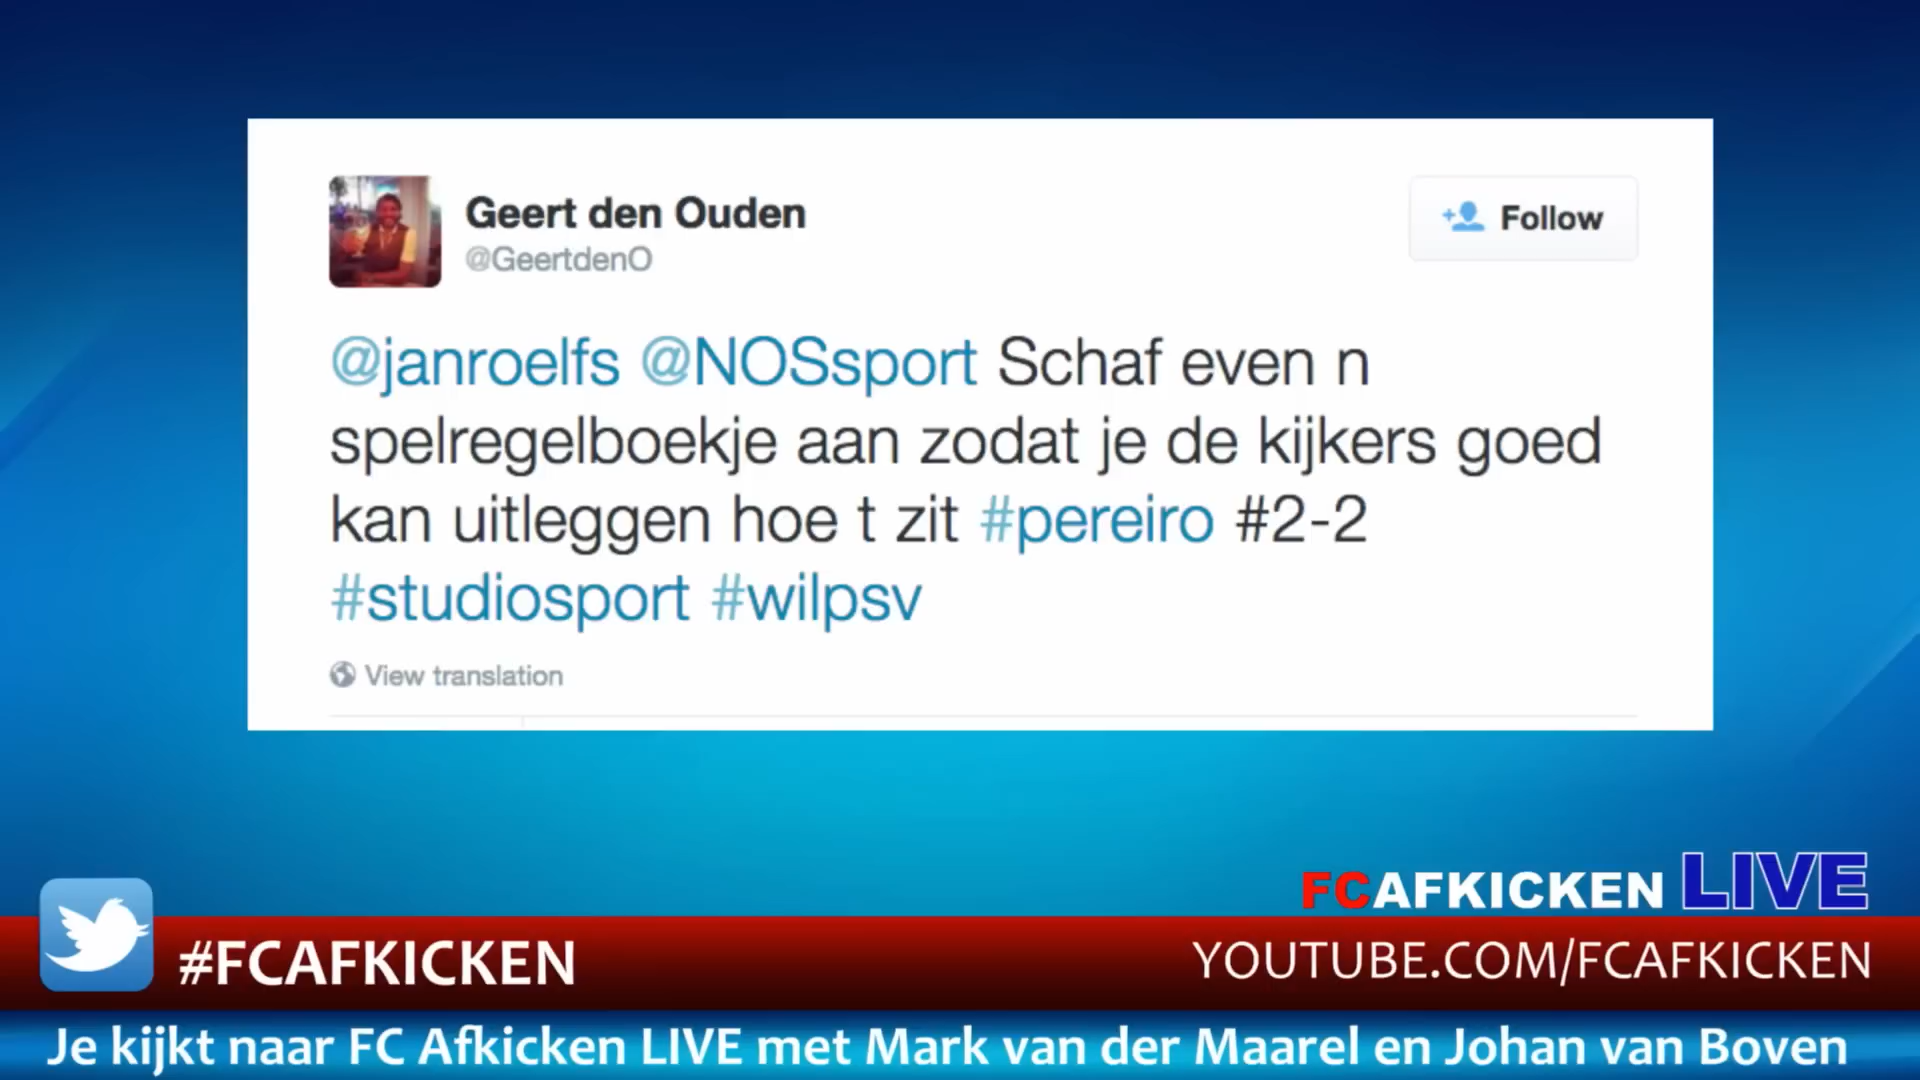 Geert den Ouden
@GeertdenO
Follow
@janroelfs @NOSsport Schaf even n
spelregelboekje aan zodat je de kijkers goed
kan uitleggen hoe t zit #pereiro #2-2
#studiosport #wilpsv
View translation
FCAFKICKEN LIVE
#FCAFKICKEN
YOUTUBE.COM/FCAFKICKEN
Je kijkt naar FC Afkicken LIVE met Mark van der Maarel en Johan van Boven